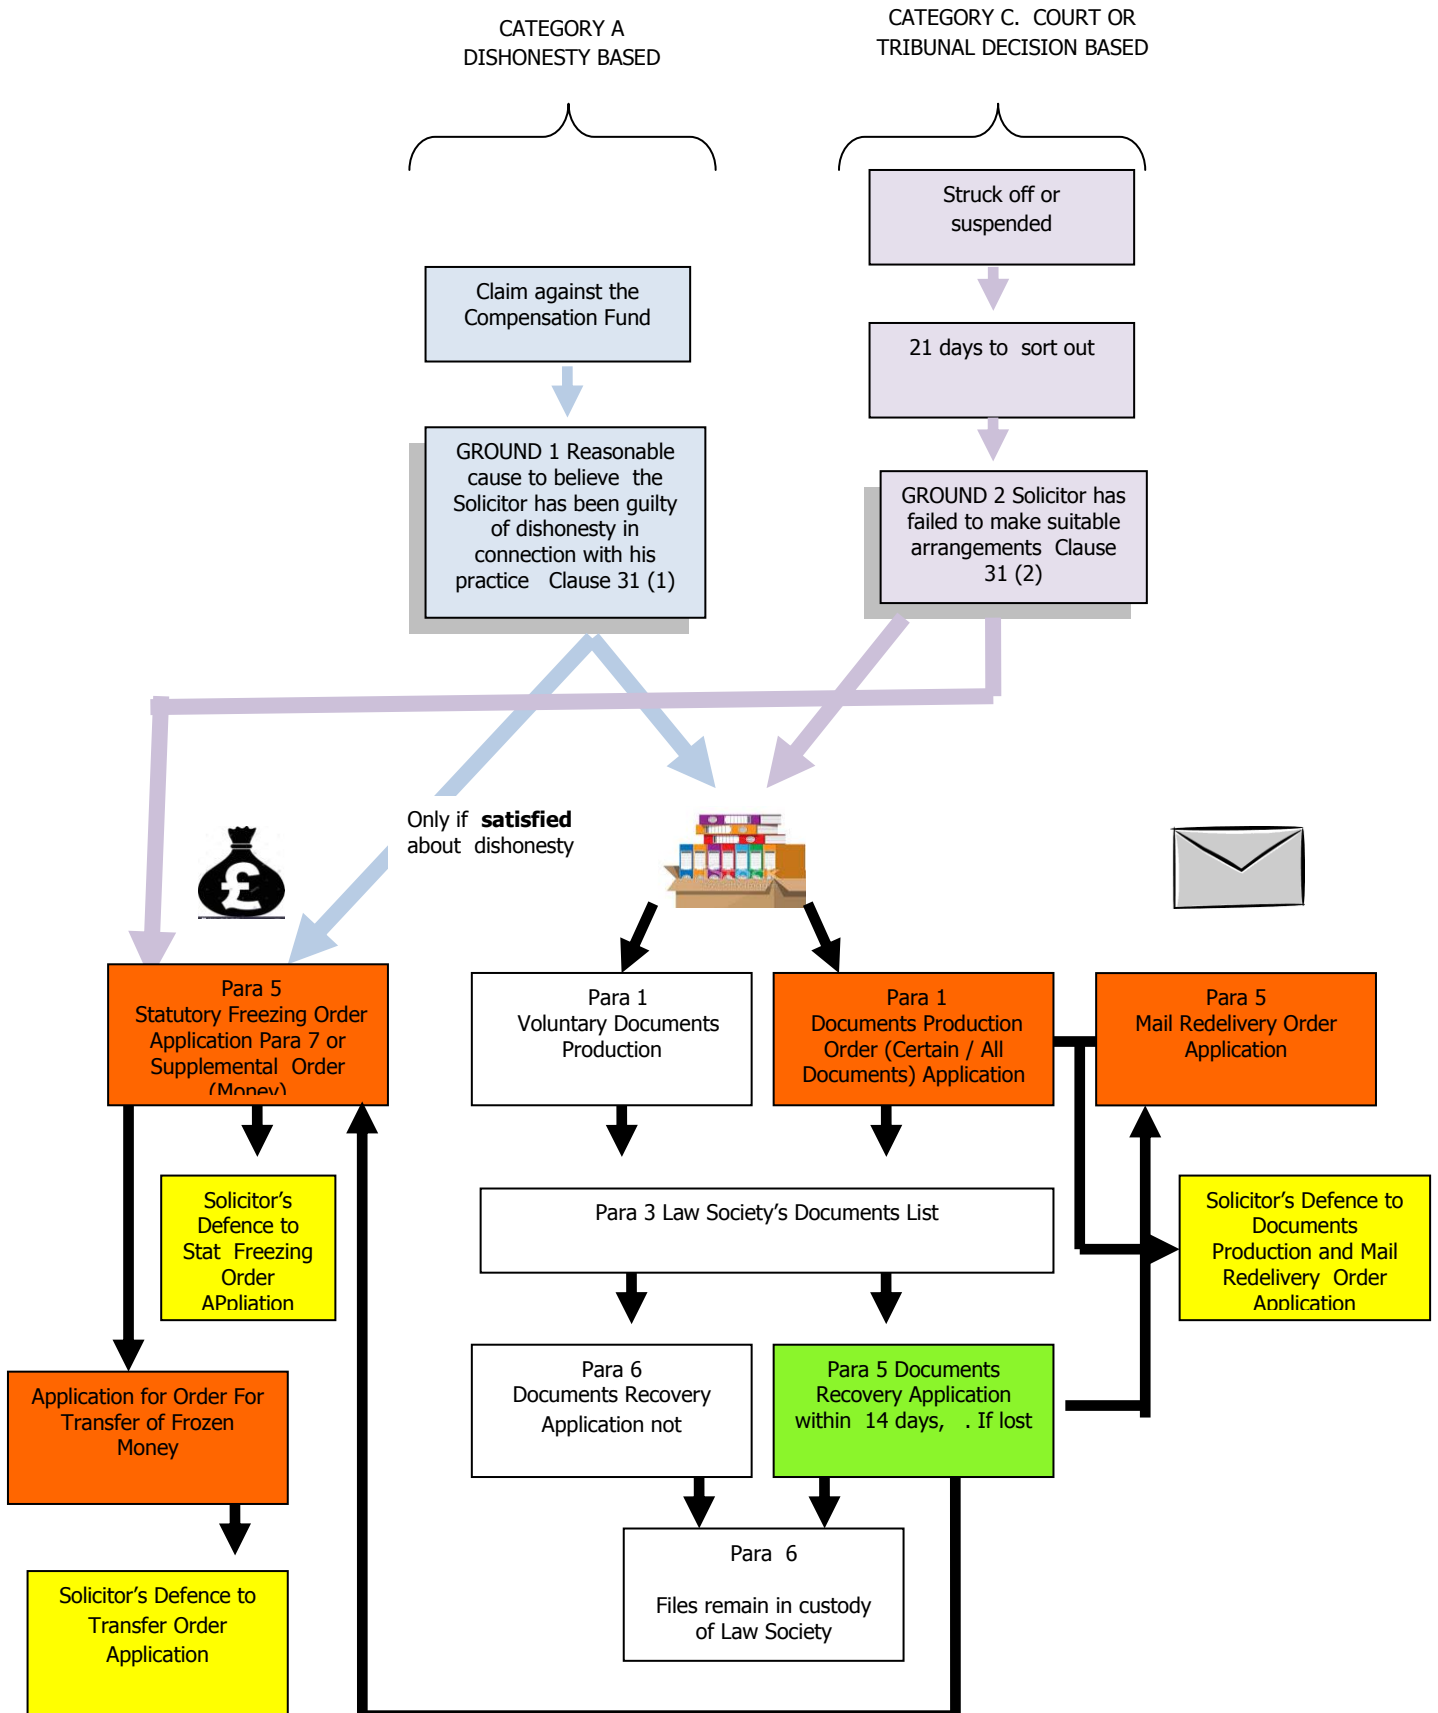 CATEGORY A
DISHONESTY BASED
CATEGORY C.  COURT OR
TRIBUNAL DECISION BASED
Struck off or
suspended
Claim against the
Compensation Fund
21 days to  sort out
GROUND 1 Reasonable
cause to believe  the
Solicitor has been guilty
of dishonesty in
connection with his
practice   Clause 31 (1)
GROUND 2 Solicitor has
failed to make suitable
arrangements  Clause
31 (2)
Only if  satisfied
about  dishonesty
£
Para 5
Statutory Freezing Order
Application Para 7 or
Supplemental  Order
(Money)
Para 1
Voluntary Documents
Production
Para 1
Documents Production
Order (Certain / All
Documents) Application
Para 5
Mail Redelivery Order
Application
Solicitor’s
Defence to
Stat  Freezing
Order
APpliation
Para 3 Law Society’s Documents List
Solicitor’s Defence to
Documents
Production and Mail
Redelivery  Order
Application
Application for Order For
Transfer of Frozen
Money
Para 6
Documents Recovery
Application not
Para 5 Documents
Recovery Application
within  14 days,   . If lost
Solicitor’s Defence to
Transfer Order
Application
Para  6
Files remain in custody
of Law Society